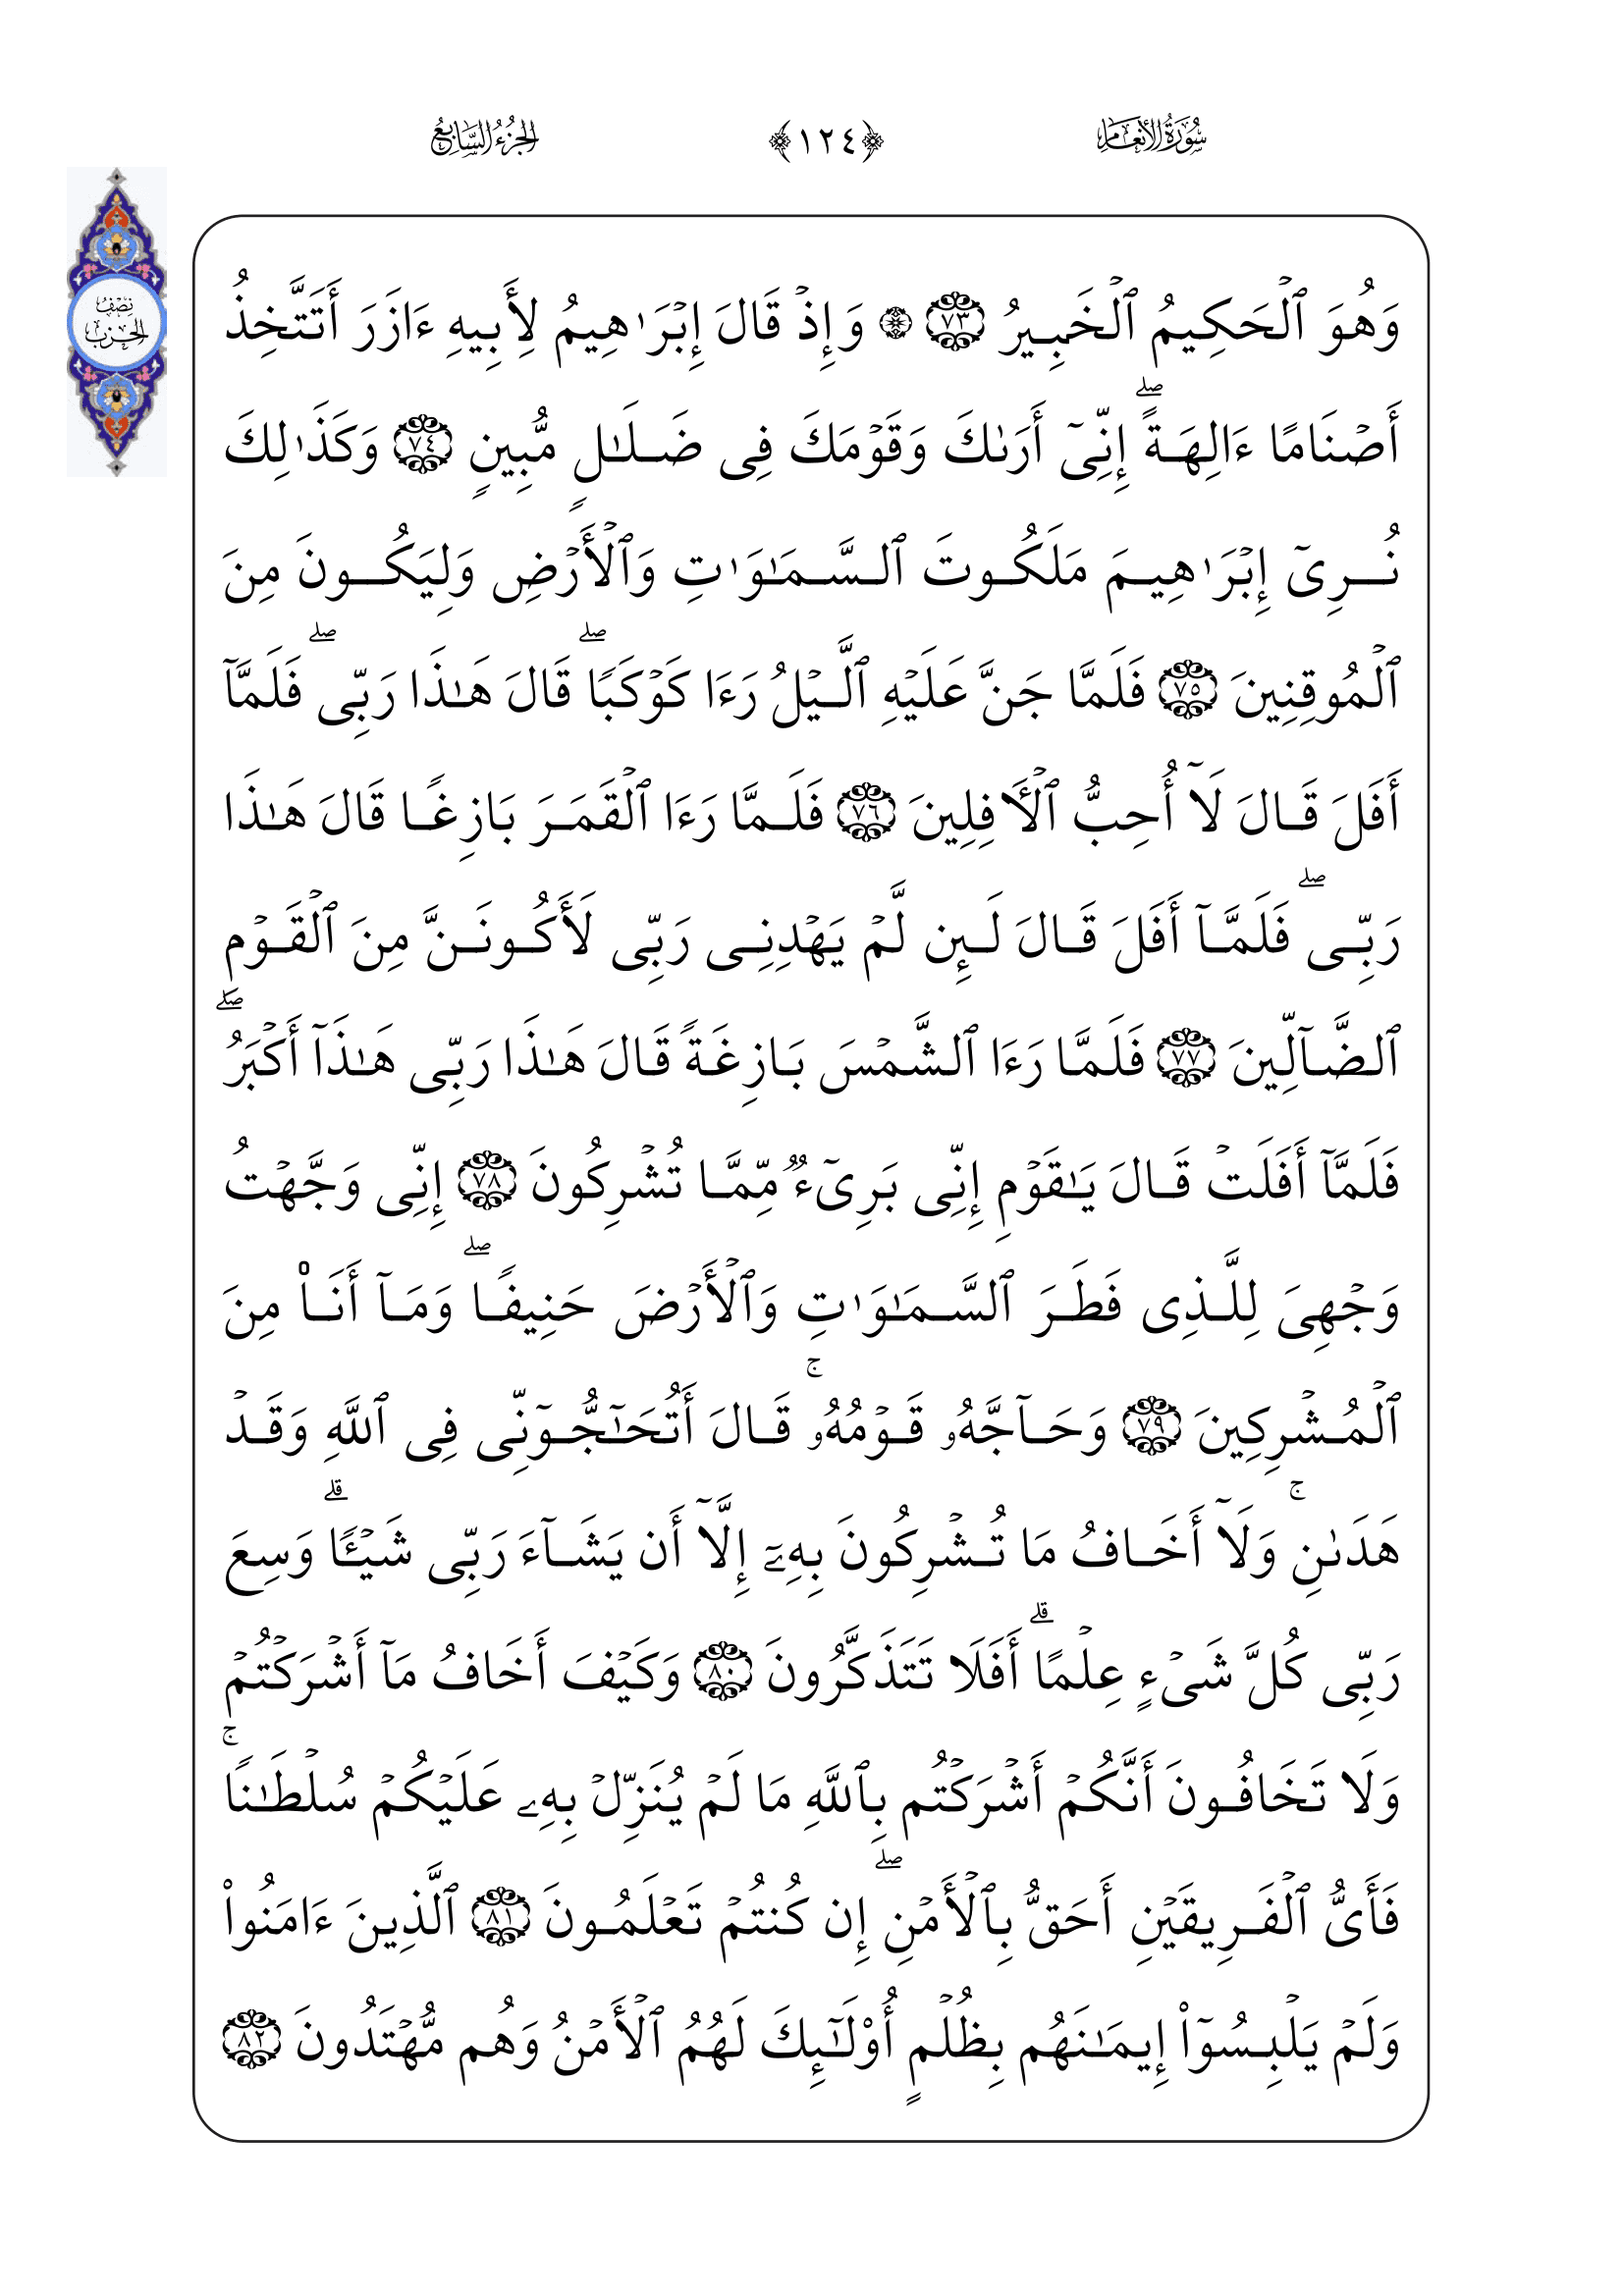 سُورَةُ الأَنْعَامِ
﴿١٢٤﴾
الجُزْءُ السَّابِعُ
نِصْفُ
الحِزْبِ
وَهُوَ ٱلْحَكِيمُ ٱلْخَبِيرُ ٧٣ ۞ وَإِذْ قَالَ إِبْرَٰهِيمُ لِأَبِيهِ ءَازَرَ أَتَتَّخِذُ
أَصْنَامًا ءَالِهَةً ۖ إِنِّىٓ أَرَىٰكَ وَقَوْمَكَ فِى ضَلَـٰلٍ مُّبِينٍ ٧٤ وَكَذَٰلِكَ
نُرِىٓ إِبْرَٰهِيمَ مَلَكُوتَ ٱلسَّمَـٰوَٰتِ وَٱلْأَرْضِ وَلِيَكُونَ مِنَ
ٱلْمُوقِنِينَ ٧٥ فَلَمَّا جَنَّ عَلَيْهِ ٱلَّيْلُ رَءَا كَوْكَبًا ۖ قَالَ هَـٰذَا رَبِّى ۖ فَلَمَّآ
أَفَلَ قَالَ لَآ أُحِبُّ ٱلْـَٔافِلِينَ ٧٦ فَلَمَّا رَءَا ٱلْقَمَرَ بَازِغًا قَالَ هَـٰذَا
رَبِّى ۖ فَلَمَّآ أَفَلَ قَالَ لَئِن لَّمْ يَهْدِنِى رَبِّى لَأَكُونَنَّ مِنَ ٱلْقَوْمِ
ٱلضَّآلِّينَ ٧٧ فَلَمَّا رَءَا ٱلشَّمْسَ بَازِغَةً قَالَ هَـٰذَا رَبِّى هَـٰذَآ أَكْبَرُ ۖ
فَلَمَّآ أَفَلَتْ قَالَ يَـٰقَوْمِ إِنِّى بَرِىٓءٌ مِّمَّا تُشْرِكُونَ ٧٨ إِنِّى وَجَّهْتُ
وَجْهِىَ لِلَّذِى فَطَرَ ٱلسَّمَـٰوَٰتِ وَٱلْأَرْضَ حَنِيفًا ۖ وَمَآ أَنَا۠ مِنَ
ٱلْمُشْرِكِينَ ٧٩ وَحَآجَّهُۥ قَوْمُهُۥ ۚ قَالَ أَتُحَـٰٓجُّوٓنِّى فِى ٱللَّهِ وَقَدْ
هَدَىٰنِ ۚ وَلَآ أَخَافُ مَا تُشْرِكُونَ بِهِۦٓ إِلَّآ أَن يَشَآءَ رَبِّى شَيْـًٔا ۗ وَسِعَ
رَبِّى كُلَّ شَىْءٍ عِلْمًا ۗ أَفَلَا تَتَذَكَّرُونَ ٨٠ وَكَيْفَ أَخَافُ مَآ أَشْرَكْتُمْ
وَلَا تَخَافُونَ أَنَّكُمْ أَشْرَكْتُم بِٱللَّهِ مَا لَمْ يُنَزِّلْ بِهِۦ عَلَيْكُمْ سُلْطَـٰنًا ۚ
فَأَىُّ ٱلْفَرِيقَيْنِ أَحَقُّ بِٱلْأَمْنِ ۖ إِن كُنتُمْ تَعْلَمُونَ ٨١ ٱلَّذِينَ ءَامَنُوا۟
وَلَمْ يَلْبِسُوٓا۟ إِيمَـٰنَهُم بِظُلْمٍ أُو۟لَـٰٓئِكَ لَهُمُ ٱلْأَمْنُ وَهُم مُّهْتَدُونَ ٨٢